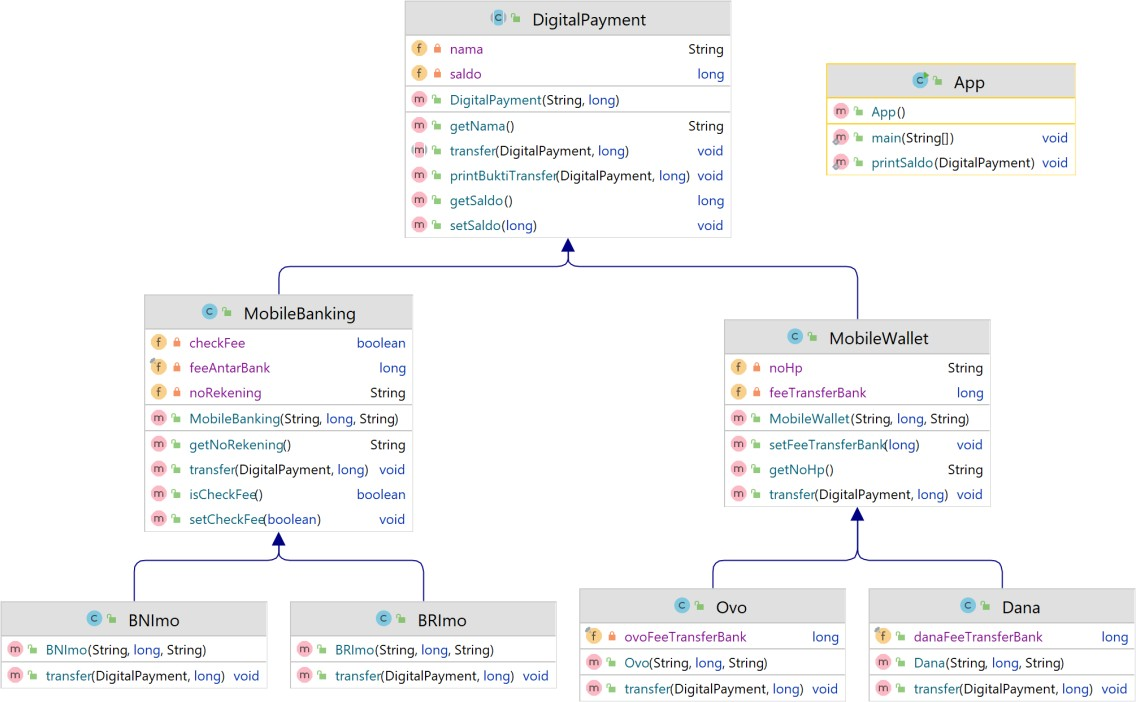 DigitalPayment
nama String
saldo long
DigitalPayment(String, long)
getNama() String
transfer(DigitalPayment, long) void
printBuktiTransfer(DigitalPayment, long) void
getSaldo() long
setSaldo(long) void
App
App()
main(String[]) void
printSaldo(DigitalPayment) void
MobileBanking
checkFee boolean
feeAntarBank long
noRekening String
MobileBanking(String, long, String)
getNoRekening() String
transfer(DigitalPayment, long) void
isCheckFee() boolean
setCheckFee(boolean) void
MobileWallet
noHp String
feeTransferBank long
MobileWallet(String, long, String)
setFeeTransferBank(long) void
getNoHp() String
transfer(DigitalPayment, long) void
BNImo
BNImo(String, long, String)
transfer(DigitalPayment, long) void
BRImo
BRImo(String, long, String)
transfer(DigitalPayment, long) void
Ovo
ovoFeeTransferBank long
Ovo(String, long, String)
transfer(DigitalPayment, long) void
Dana
danaFeeTransferBank long
Dana(String, long, String)
transfer(DigitalPayment, long) void